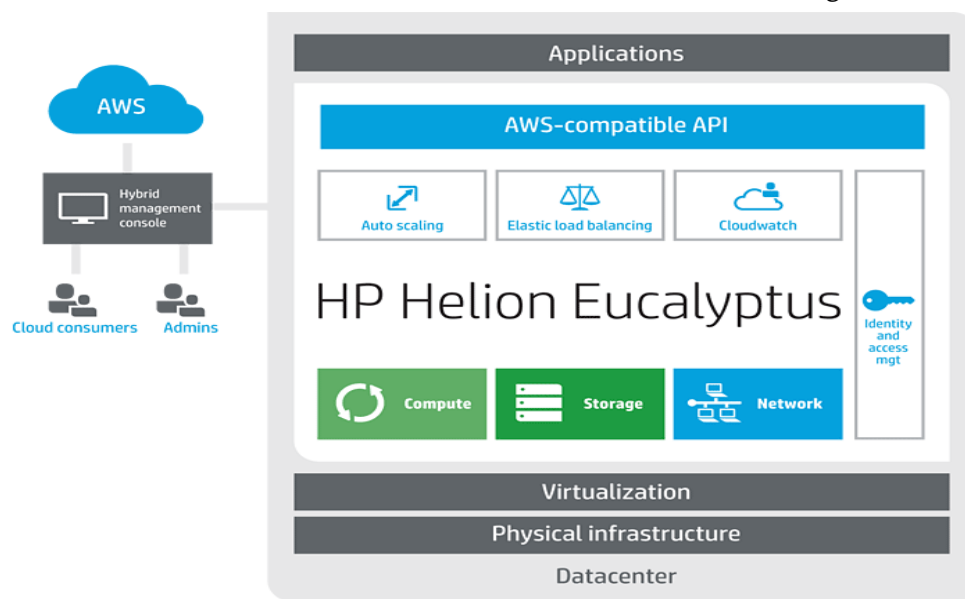 Applications
AWS
AWS-compatible API
Hybrid
management
console
Auto scaling
Elastic load balancing
Cloudwatch
HP Helion Eucalyptus
Identity
and
access
mgt
Cloud consumers
Admins
Compute
Storage
Network
Virtualization
Physical infrastructure
Datacenter